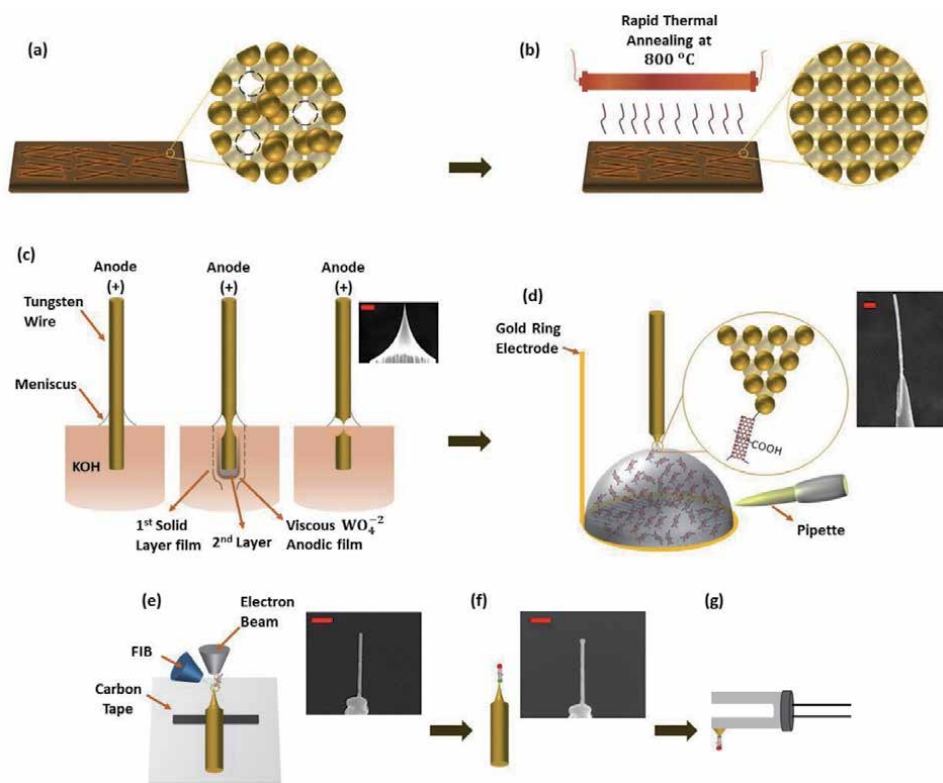 (a)
(b)
Rapid Thermal
Annealing at
800 °C
(c)
Anode
(+)
Anode
(+)
Anode
(+)
Tungsten
Wire
Meniscus
KOH
1st Solid
Layer film
2nd Layer
Viscous WO₄⁻²
Anodic film
(d)
Gold Ring
Electrode
COOH
Pipette
(e)
Electron
Beam
FIB
Carbon
Tape
(f)
(g)